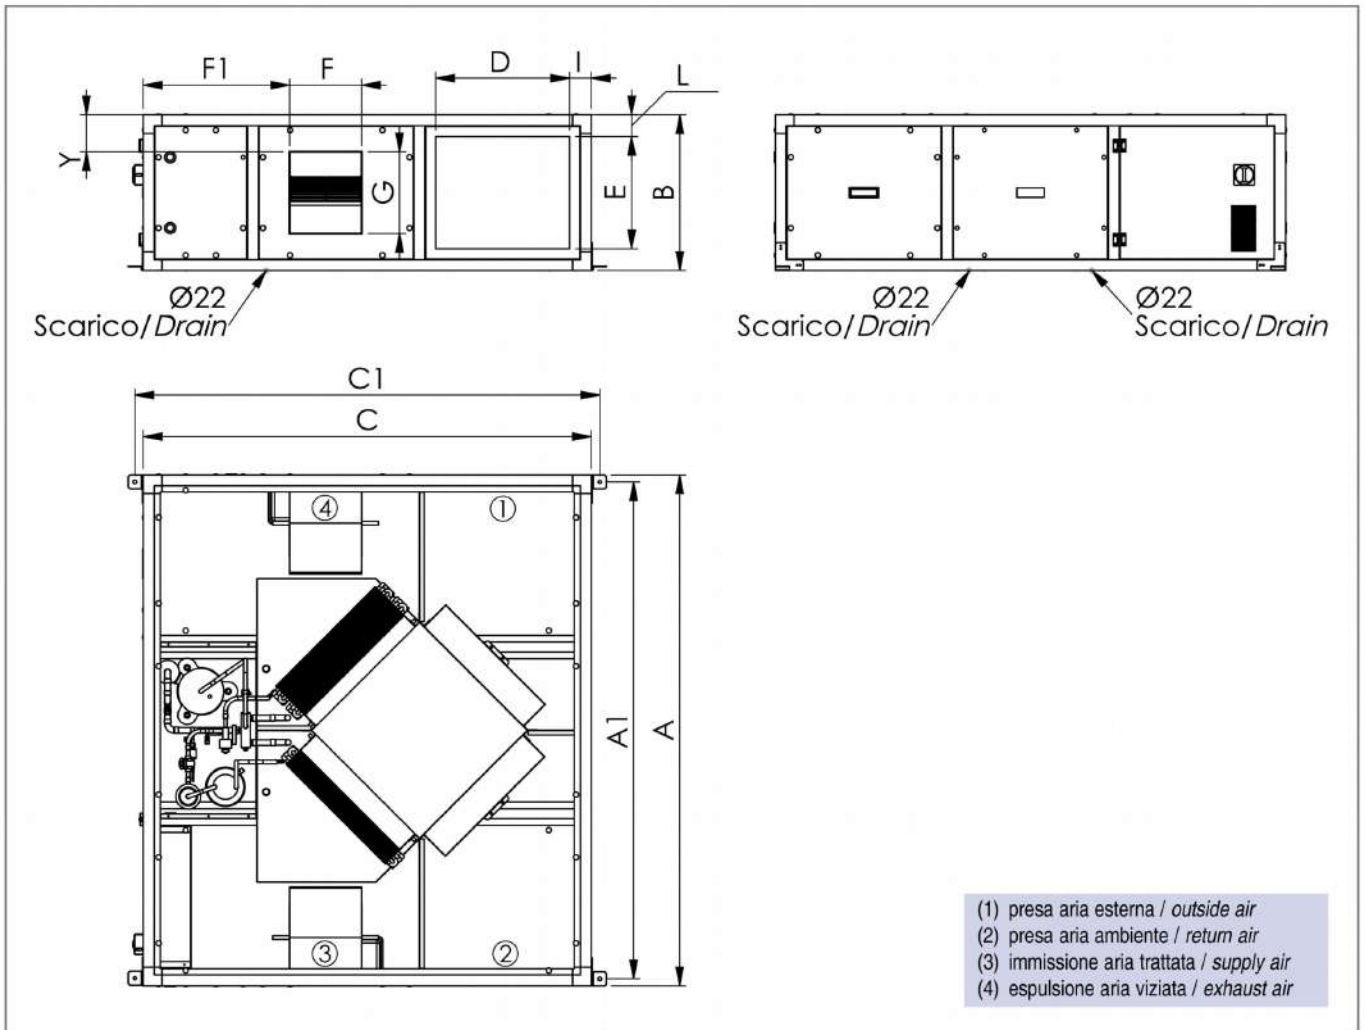 F1
F
D
I
L
Y
G
E
B
Ø22
Scarico/Drain
Ø22
Scarico/Drain
Ø22
Scarico/Drain
C1
C
4
1
A1
A
3
2
(1) presa aria esterna / outside air
(2) presa aria ambiente / return air
(3) immissione aria trattata / supply air
(4) espulsione aria viziata / exhaust air